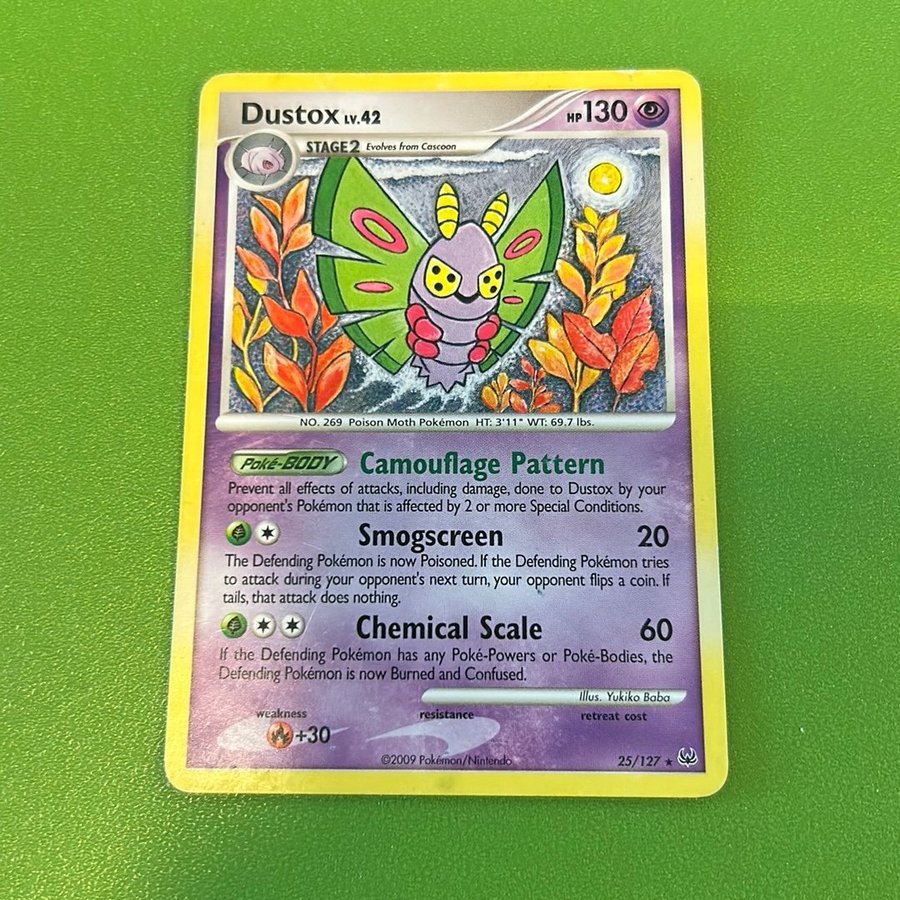 Dustox LV.42 HP 130
STAGE2 Evolves from Cascoon
NO. 269 Poison Moth Pokémon HT: 3'11" WT: 69.7 lbs.
Poké-BODY Camouflage Pattern
Prevent all effects of attacks, including damage, done to Dustox by your
opponent's Pokémon that is affected by 2 or more Special Conditions.
Smogscreen 20
The Defending Pokémon is now Poisoned. If the Defending Pokémon tries
to attack during your opponent's next turn, your opponent flips a coin. If
tails, that attack does nothing.
Chemical Scale 60
If the Defending Pokémon has any Poké-Powers or Poké-Bodies, the
Defending Pokémon is now Burned and Confused.
Illus. Yukiko Baba
weakness resistance retreat cost
+30
©2009 Pokémon/Nintendo 25/127 ★